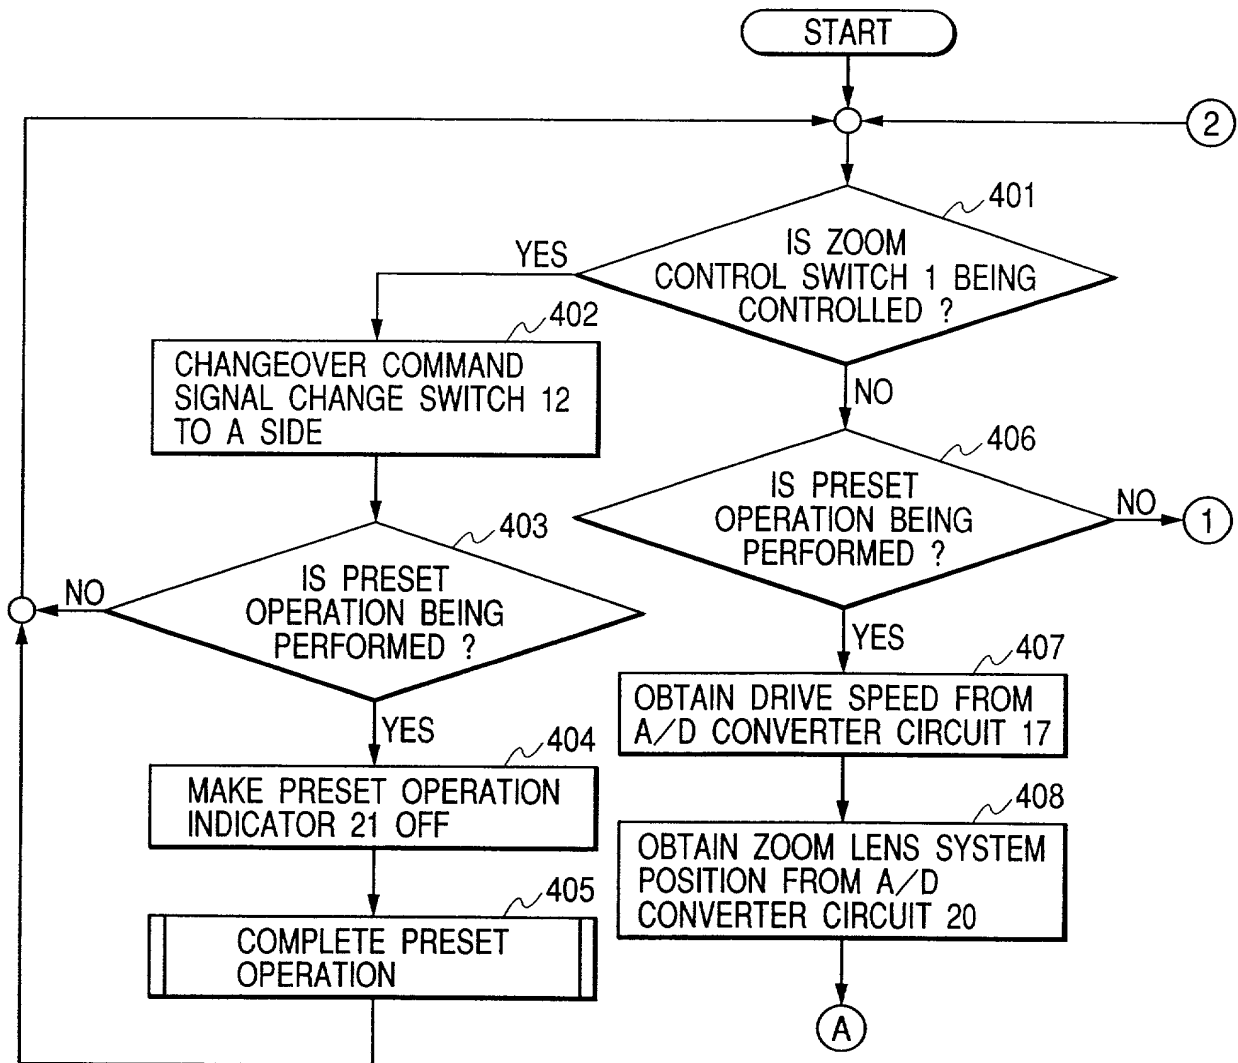 START
2
401
IS ZOOM
CONTROL SWITCH 1 BEING
CONTROLLED ?
YES
NO
402
CHANGEOVER COMMAND
SIGNAL CHANGE SWITCH 12
TO A SIDE
406
IS PRESET
OPERATION BEING
PERFORMED ?
NO
1
YES
403
IS PRESET
OPERATION BEING
PERFORMED ?
NO
YES
407
OBTAIN DRIVE SPEED FROM
A/D CONVERTER CIRCUIT 17
404
MAKE PRESET OPERATION
INDICATOR 21 OFF
408
OBTAIN ZOOM LENS SYSTEM
POSITION FROM A/D
CONVERTER CIRCUIT 20
405
COMPLETE PRESET
OPERATION
A